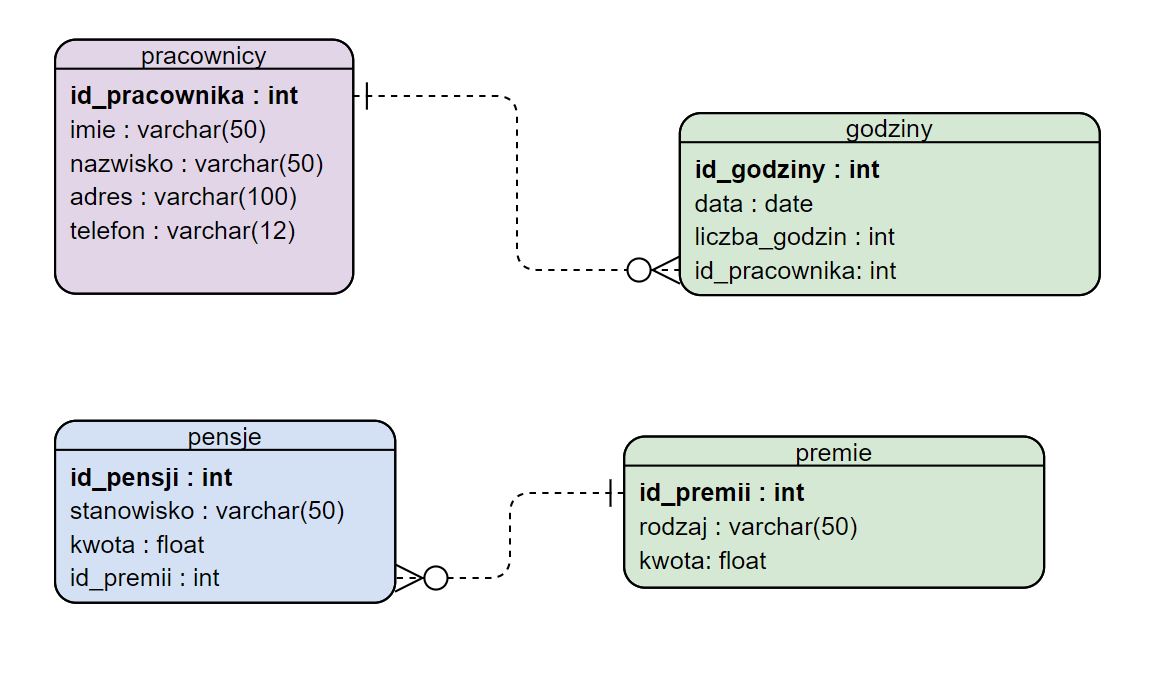 pracownicy
id_pracownika : int
imie : varchar(50)
nazwisko : varchar(50)
adres : varchar(100)
telefon : varchar(12)
godziny
id_godziny : int
data : date
liczba_godzin : int
id_pracownika: int
pensje
id_pensji : int
stanowisko : varchar(50)
kwota : float
id_premii : int
premie
id_premii : int
rodzaj : varchar(50)
kwota: float